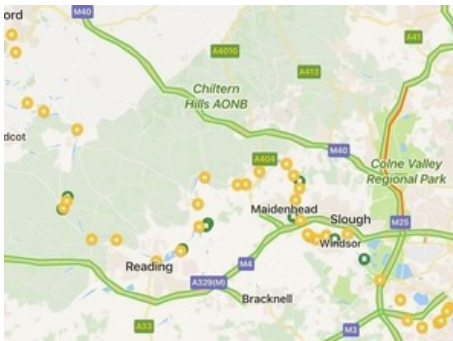 M40
ord
A41
A4010
A413
Chiltern
Hills AONB
dcot
M40
A404
Colne Valley
Regional Park
Maidenhead
Slough
M25
Windsor
Reading
M4
A329(M)
Bracknell
A33
M3